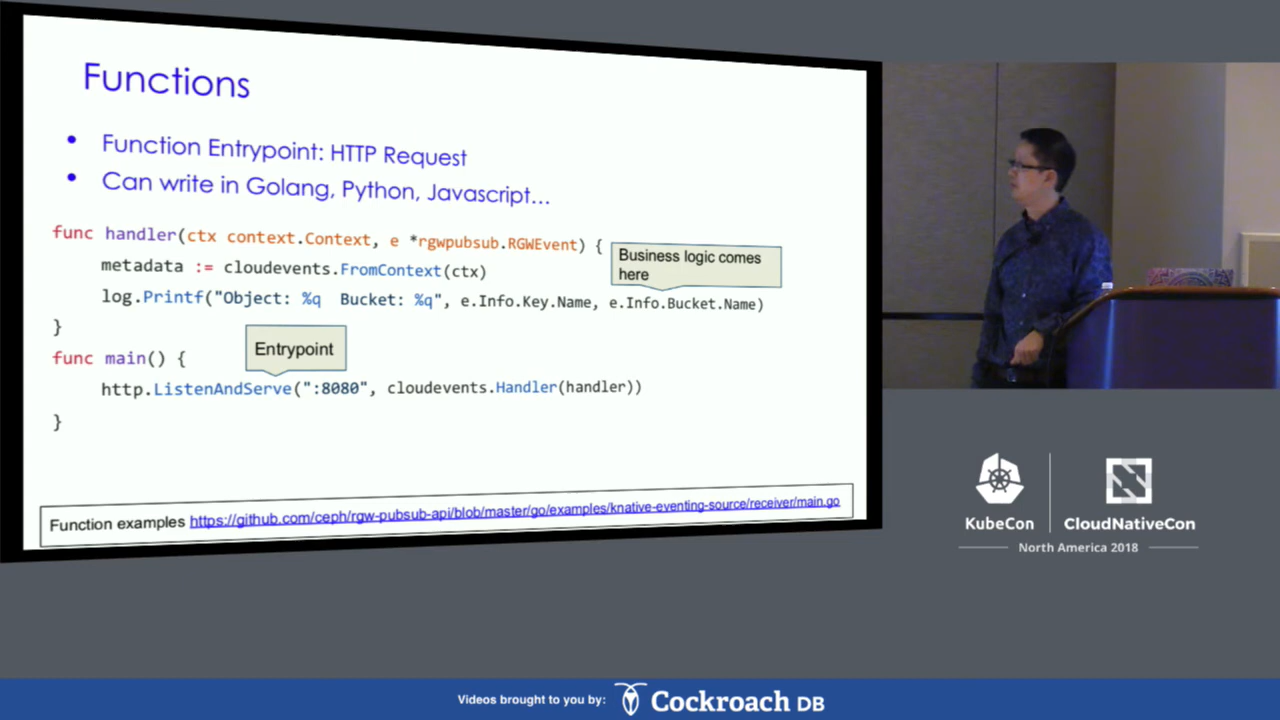 Functions
• Function Entrypoint: HTTP Request
• Can write in Golang, Python, Javascript...
func handler(ctx context.Context, e *rgwpubsub.RGWEvent) {
Business logic comes
here
metadata := cloudevents.FromContext(ctx)
log.Printf("Object: %q Bucket: %q", e.Info.Key.Name, e.Info.Bucket.Name)
}
Entrypoint
func main() {
http.ListenAndServe(":8080", cloudevents.Handler(handler))
}
Function examples https://github.com/ceph/rgw-pubsub-api/blob/master/go/examples/knative-eventing-source/receiver/main.go
KubeCon
CloudNativeCon
North America 2018
Videos brought to you by:
Cockroach DB